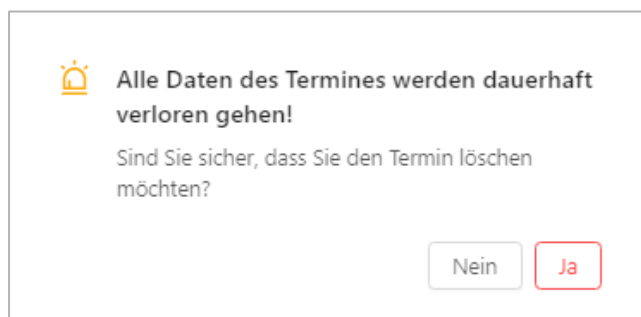 Alle Daten des Termines werden dauerhaft
verloren gehen!
Sind Sie sicher, dass Sie den Termin löschen
möchten?
Nein
Ja